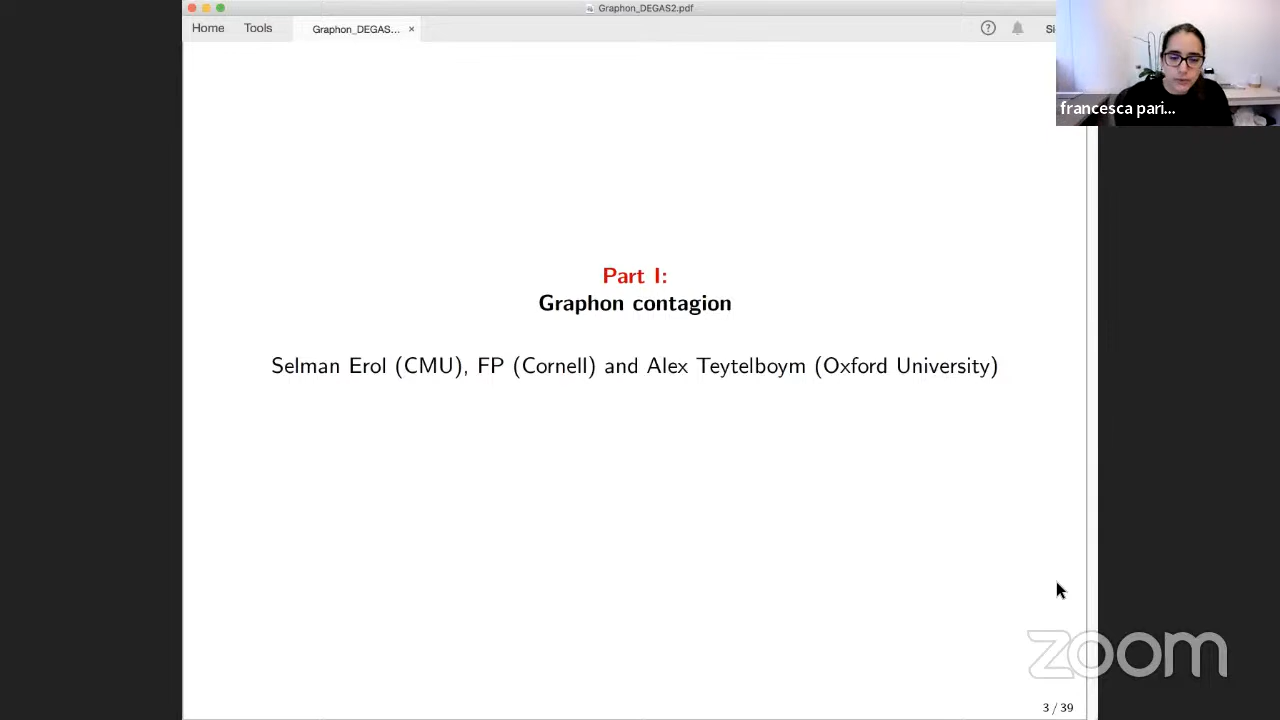 Graphon_DEGAS2.pdf
Home Tools Graphon_DEGAS... ×
francesca pari...
Part I:
Graphon contagion
Selman Erol (CMU), FP (Cornell) and Alex Teytelboym (Oxford University)
zoom
3 / 39